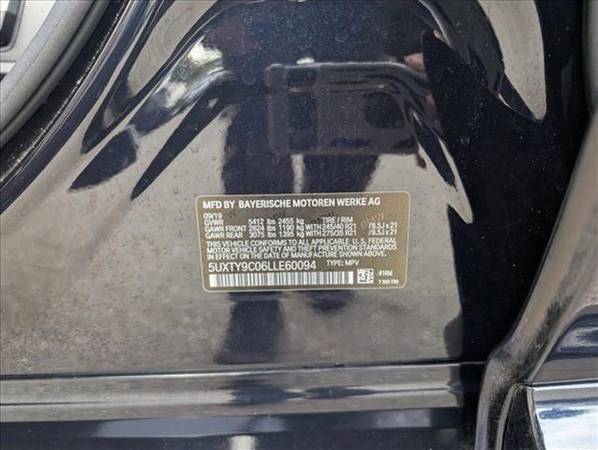 MFD BY BAYERISCHE MOTOREN WERKE AG
09/19
GVWR 5412 lbs 2455 kg TIRE / RIM
GAWR FRONT 2624 lbs 1190 kg WITH 245/40 R21 /8.5J x 21
GAWR REAR 3075 lbs 1395 kg WITH 275/35 R21 /9.5J x 21
THIS VEHICLE CONFORMS TO ALL APPLICABLE FEDERAL
MOTOR VEHICLE SAFETY, BUMPER AND THEFT PREVENTION
STANDARDS IN EFFECT ON THE DATE OF
MANUFACTURE SHOWN ABOVE.
5UXTY9C06LLE60094 TYPE: MPV
416M